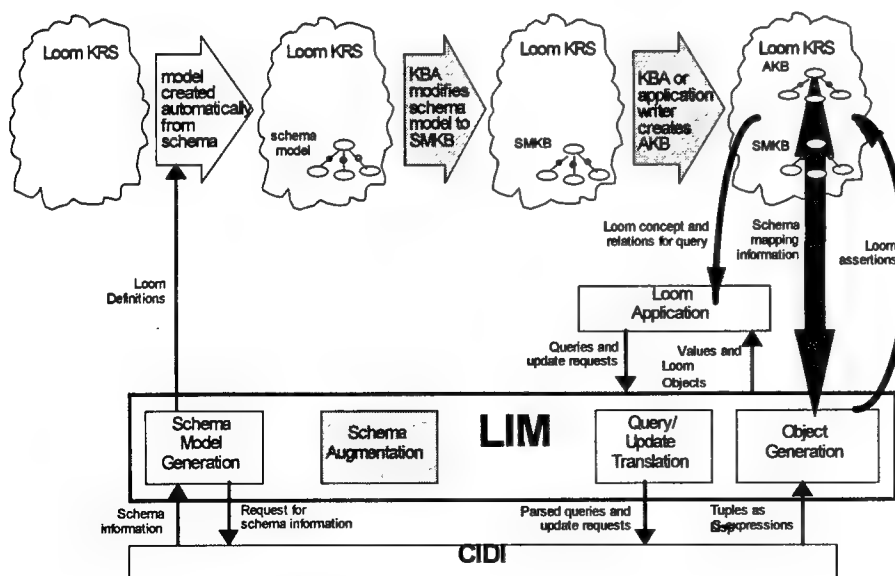 Loom KRS
model
created
automatically
from
schema
Loom KRS
schema
model
KBA
modifies
schema
model to
SMKB
Loom KRS
SMKB
KBA or
application
writer
creates
AKB
Loom KRS
AKB
SMKB
Loom concept and
relations for query
Schema
mapping
information
Loom
assertions
Loom
Definitions
Loom
Application
Queries and
update requests
Values and
Loom
Objects
LIM
Schema
Model
Generation
Schema
Augmentation
Query/
Update
Translation
Object
Generation
Schema
information
Request for
schema information
Parsed queries and
update requests
Tuples as
S-expressions
CIDI